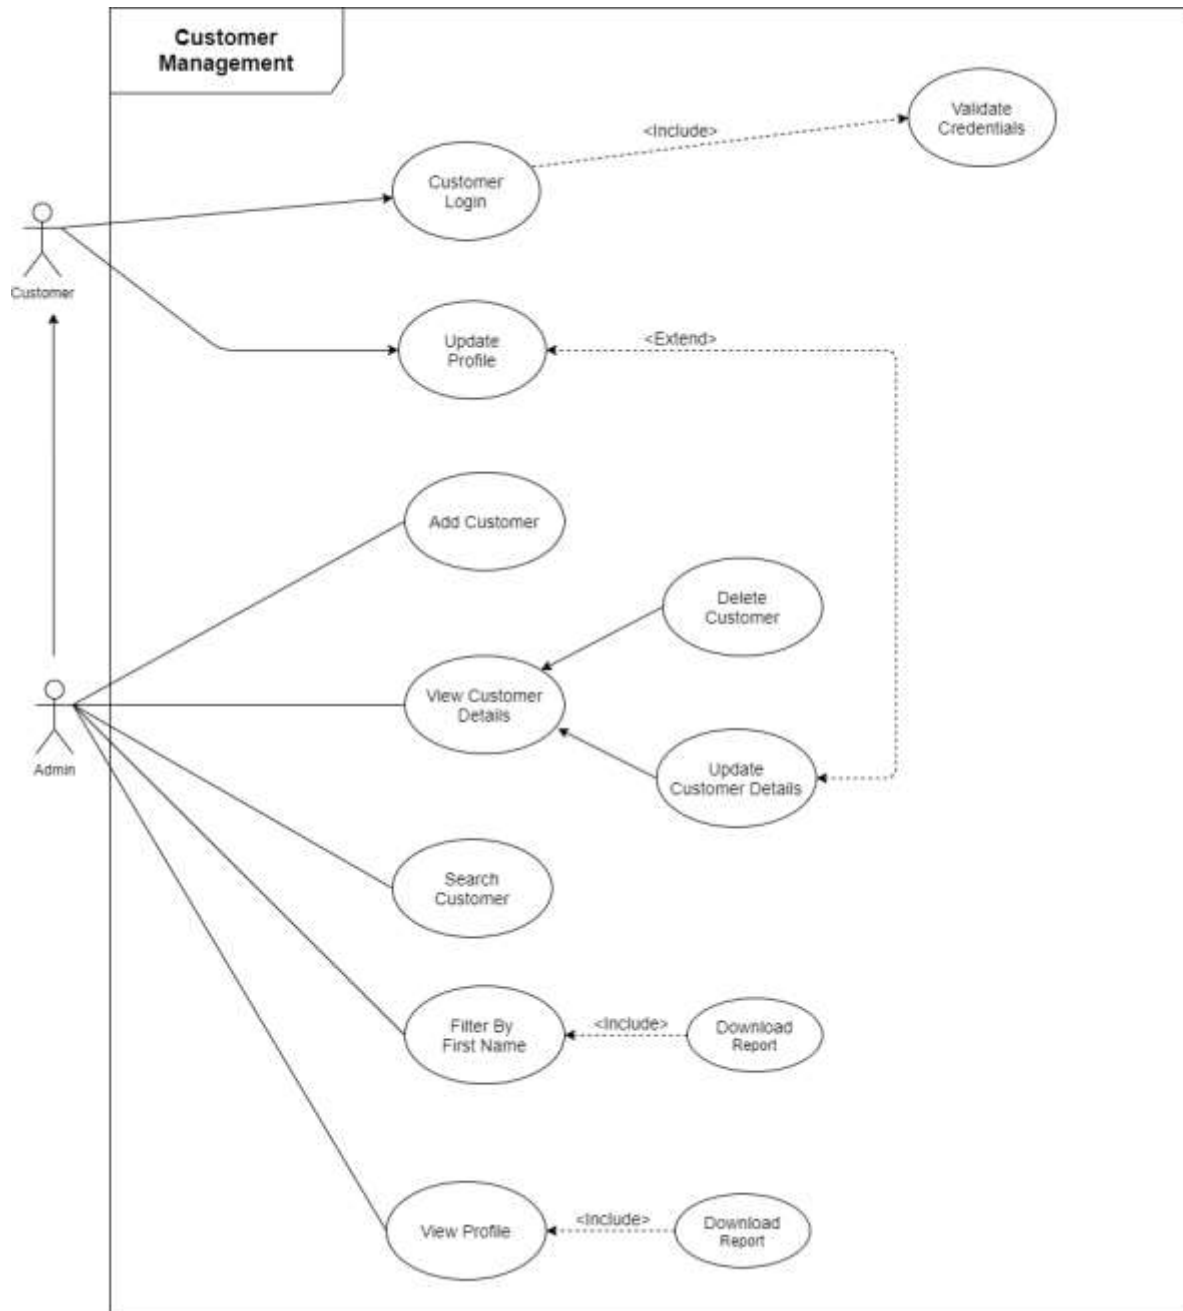 Customer
Management
Validate
Credentials
<Include>
Customer
Login
Customer
Update
Profile
<Extend>
Add Customer
Delete
Customer
View Customer
Details
Admin
Update
Customer Details
Search
Customer
Filter By
First Name
<Include>
Download
Report
View Profile
<Include>
Download
Report